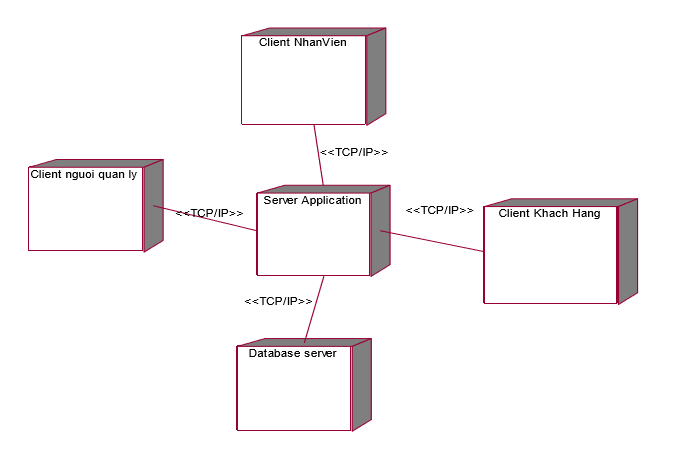 Client NhanVien
<<TCP/IP>>
Client nguoi quan ly
<<TCP/IP>>
Server Application
<<TCP/IP>>
Client Khach Hang
<<TCP/IP>>
Database server